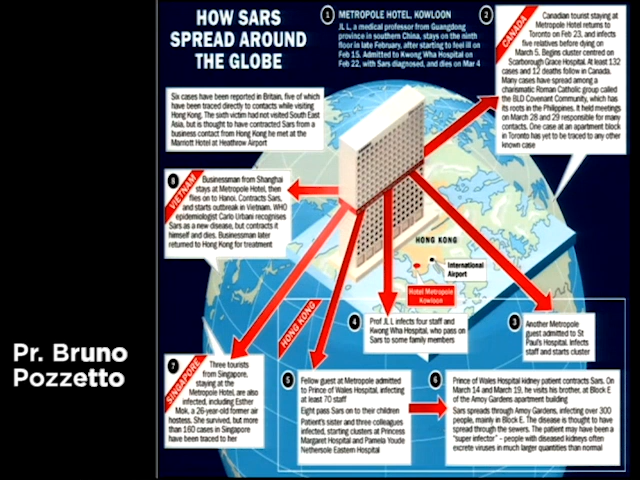 HOW SARS
SPREAD AROUND
THE GLOBE
1 METROPOLE HOTEL, KOWLOON
JL L, a medical professor from Guangdong
province in southern China, stays on the ninth
floor in late February, after starting to feel ill on
Feb 15. Admitted to Kwong Wha Hospital on
Feb 22, with Sars diagnosed, and dies on Mar 4
2
CANADA
Canadian tourist staying at
Metropole Hotel returns to
Toronto on Feb 23, and infects
five relatives before dying on
March 5. Begins cluster centred on
Scarborough Grace Hospital. At least 132
cases and 12 deaths follow in Canada.
Many cases have spread among a
charismatic Roman Catholic group called
the BLD Covenant Community, which has
its roots in the Philippines. It held meetings
on March 28 and 29 responsible for many
contacts. One case at an apartment block
in Toronto has yet to be traced to any other
known case
Six cases have been reported in Britain, five of which
have been traced directly to contacts while visiting
Hong Kong. The sixth victim had not visited South East
Asia, but is thought to have contracted Sars from a
business contact from Hong Kong he met at the
Marriott Hotel at Heathrow Airport
8
VIETNAM
Businessman from Shanghai
stays at Metropole Hotel, then
flies on to Hanoi. Contracts Sars,
and starts outbreak in Vietnam. WHO
epidemiologist Carlo Urbani recognises
Sars as a new disease, but contracts it
himself and dies. Businessman later
returned to Hong Kong for treatment
HONG KONG
International
Airport
Hotel Metropole
Kowloon
HONG KONG
4
Prof JL L infects four staff and
Kwong Wha Hospital, who pass on
Sars to some family members
3
Another Metropole
guest admitted to St
Paul's Hospital. Infects
staff and starts cluster
Pr. Bruno
Pozzetto
7
SINGAPORE
Three tourists
from Singapore,
staying at the
Metropole Hotel, are also
infected, including Esther
Mok, a 26-year-old former air
hostess. She survived, but more
than 160 cases in Singapore
have been traced to her
5
Fellow guest at Metropole admitted
to Prince of Wales Hospital, infecting
at least 70 staff
Eight pass Sars on to their children
Patient's sister and three colleagues
infected, starting clusters at Princess
Margaret Hospital and Pamela Youde
Nethersole Eastern Hospital
6
Prince of Wales Hospital kidney patient contracts Sars. On
March 14 and March 19, he visits his brother, at Block E
of the Amoy Gardens apartment building
Sars spreads through Amoy Gardens, infecting over 300
people, mainly in Block E. The disease is thought to have
spread through the sewers. The patient may have been a
"super infector" – people with diseased kidneys often
excrete viruses in much larger quantities than normal